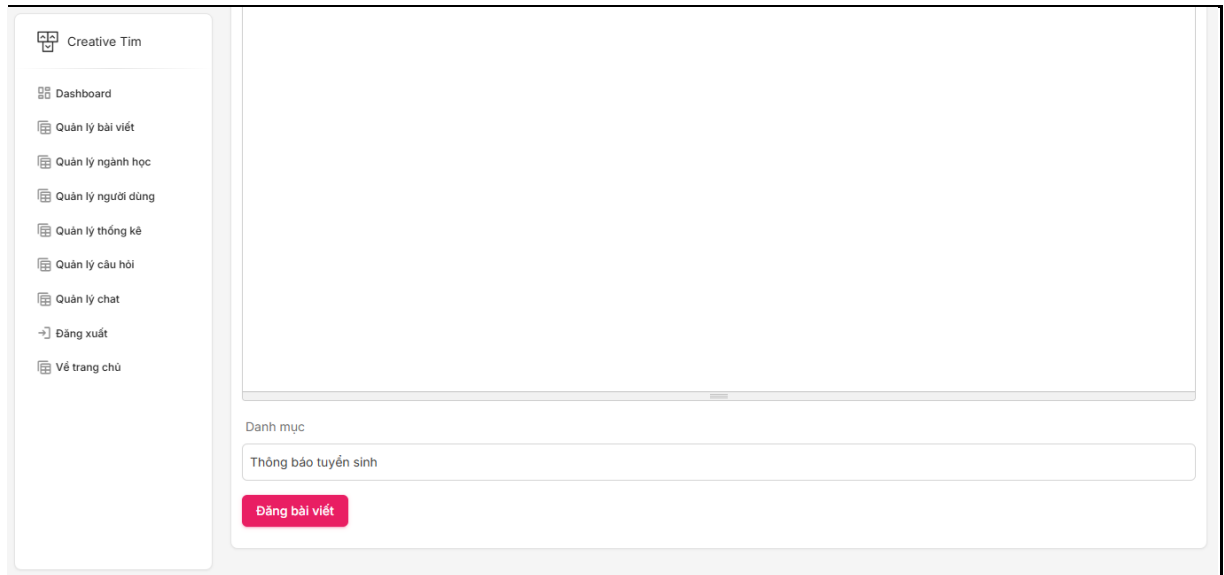 Creative Tim
Dashboard
Quản lý bài viết
Quản lý ngành học
Quản lý người dùng
Quản lý thống kê
Quản lý câu hỏi
Quản lý chat
Đăng xuất
Về trang chủ
Danh mục
Thông báo tuyển sinh
Đăng bài viết